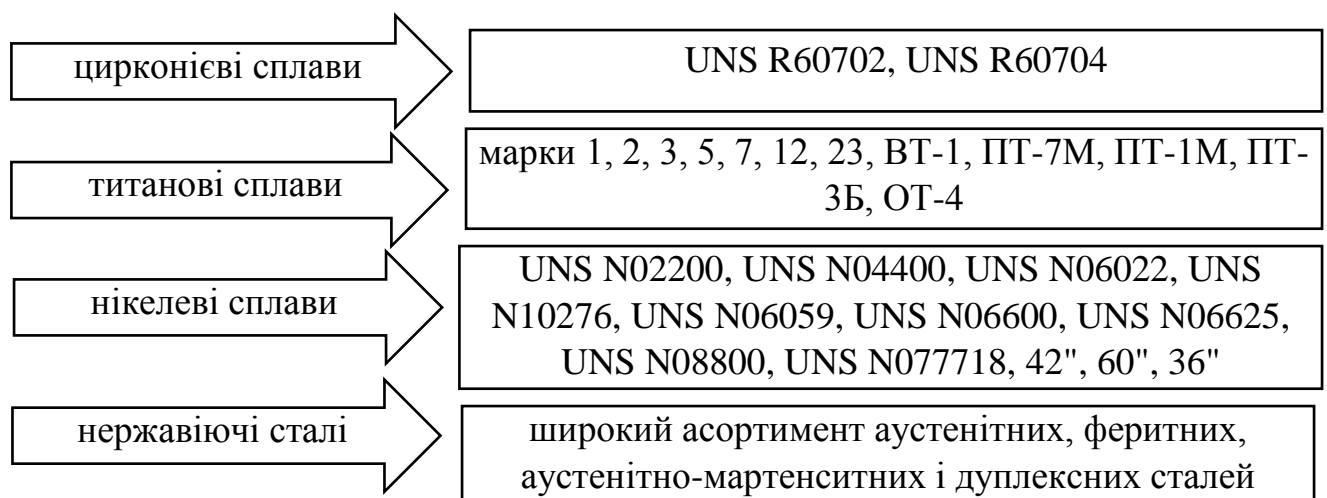 цирконієві сплави
UNS R60702, UNS R60704
титанові сплави
марки 1, 2, 3, 5, 7, 12, 23, ВТ-1, ПТ-7М, ПТ-1М, ПТ-
3Б, ОТ-4
нікелеві сплави
UNS N02200, UNS N04400, UNS N06022, UNS
N10276, UNS N06059, UNS N06600, UNS N06625,
UNS N08800, UNS N077718, 42", 60", 36"
нержавіючі сталі
широкий асортимент аустенітних, феритних,
аустенітно-мартенситних і дуплексних сталей